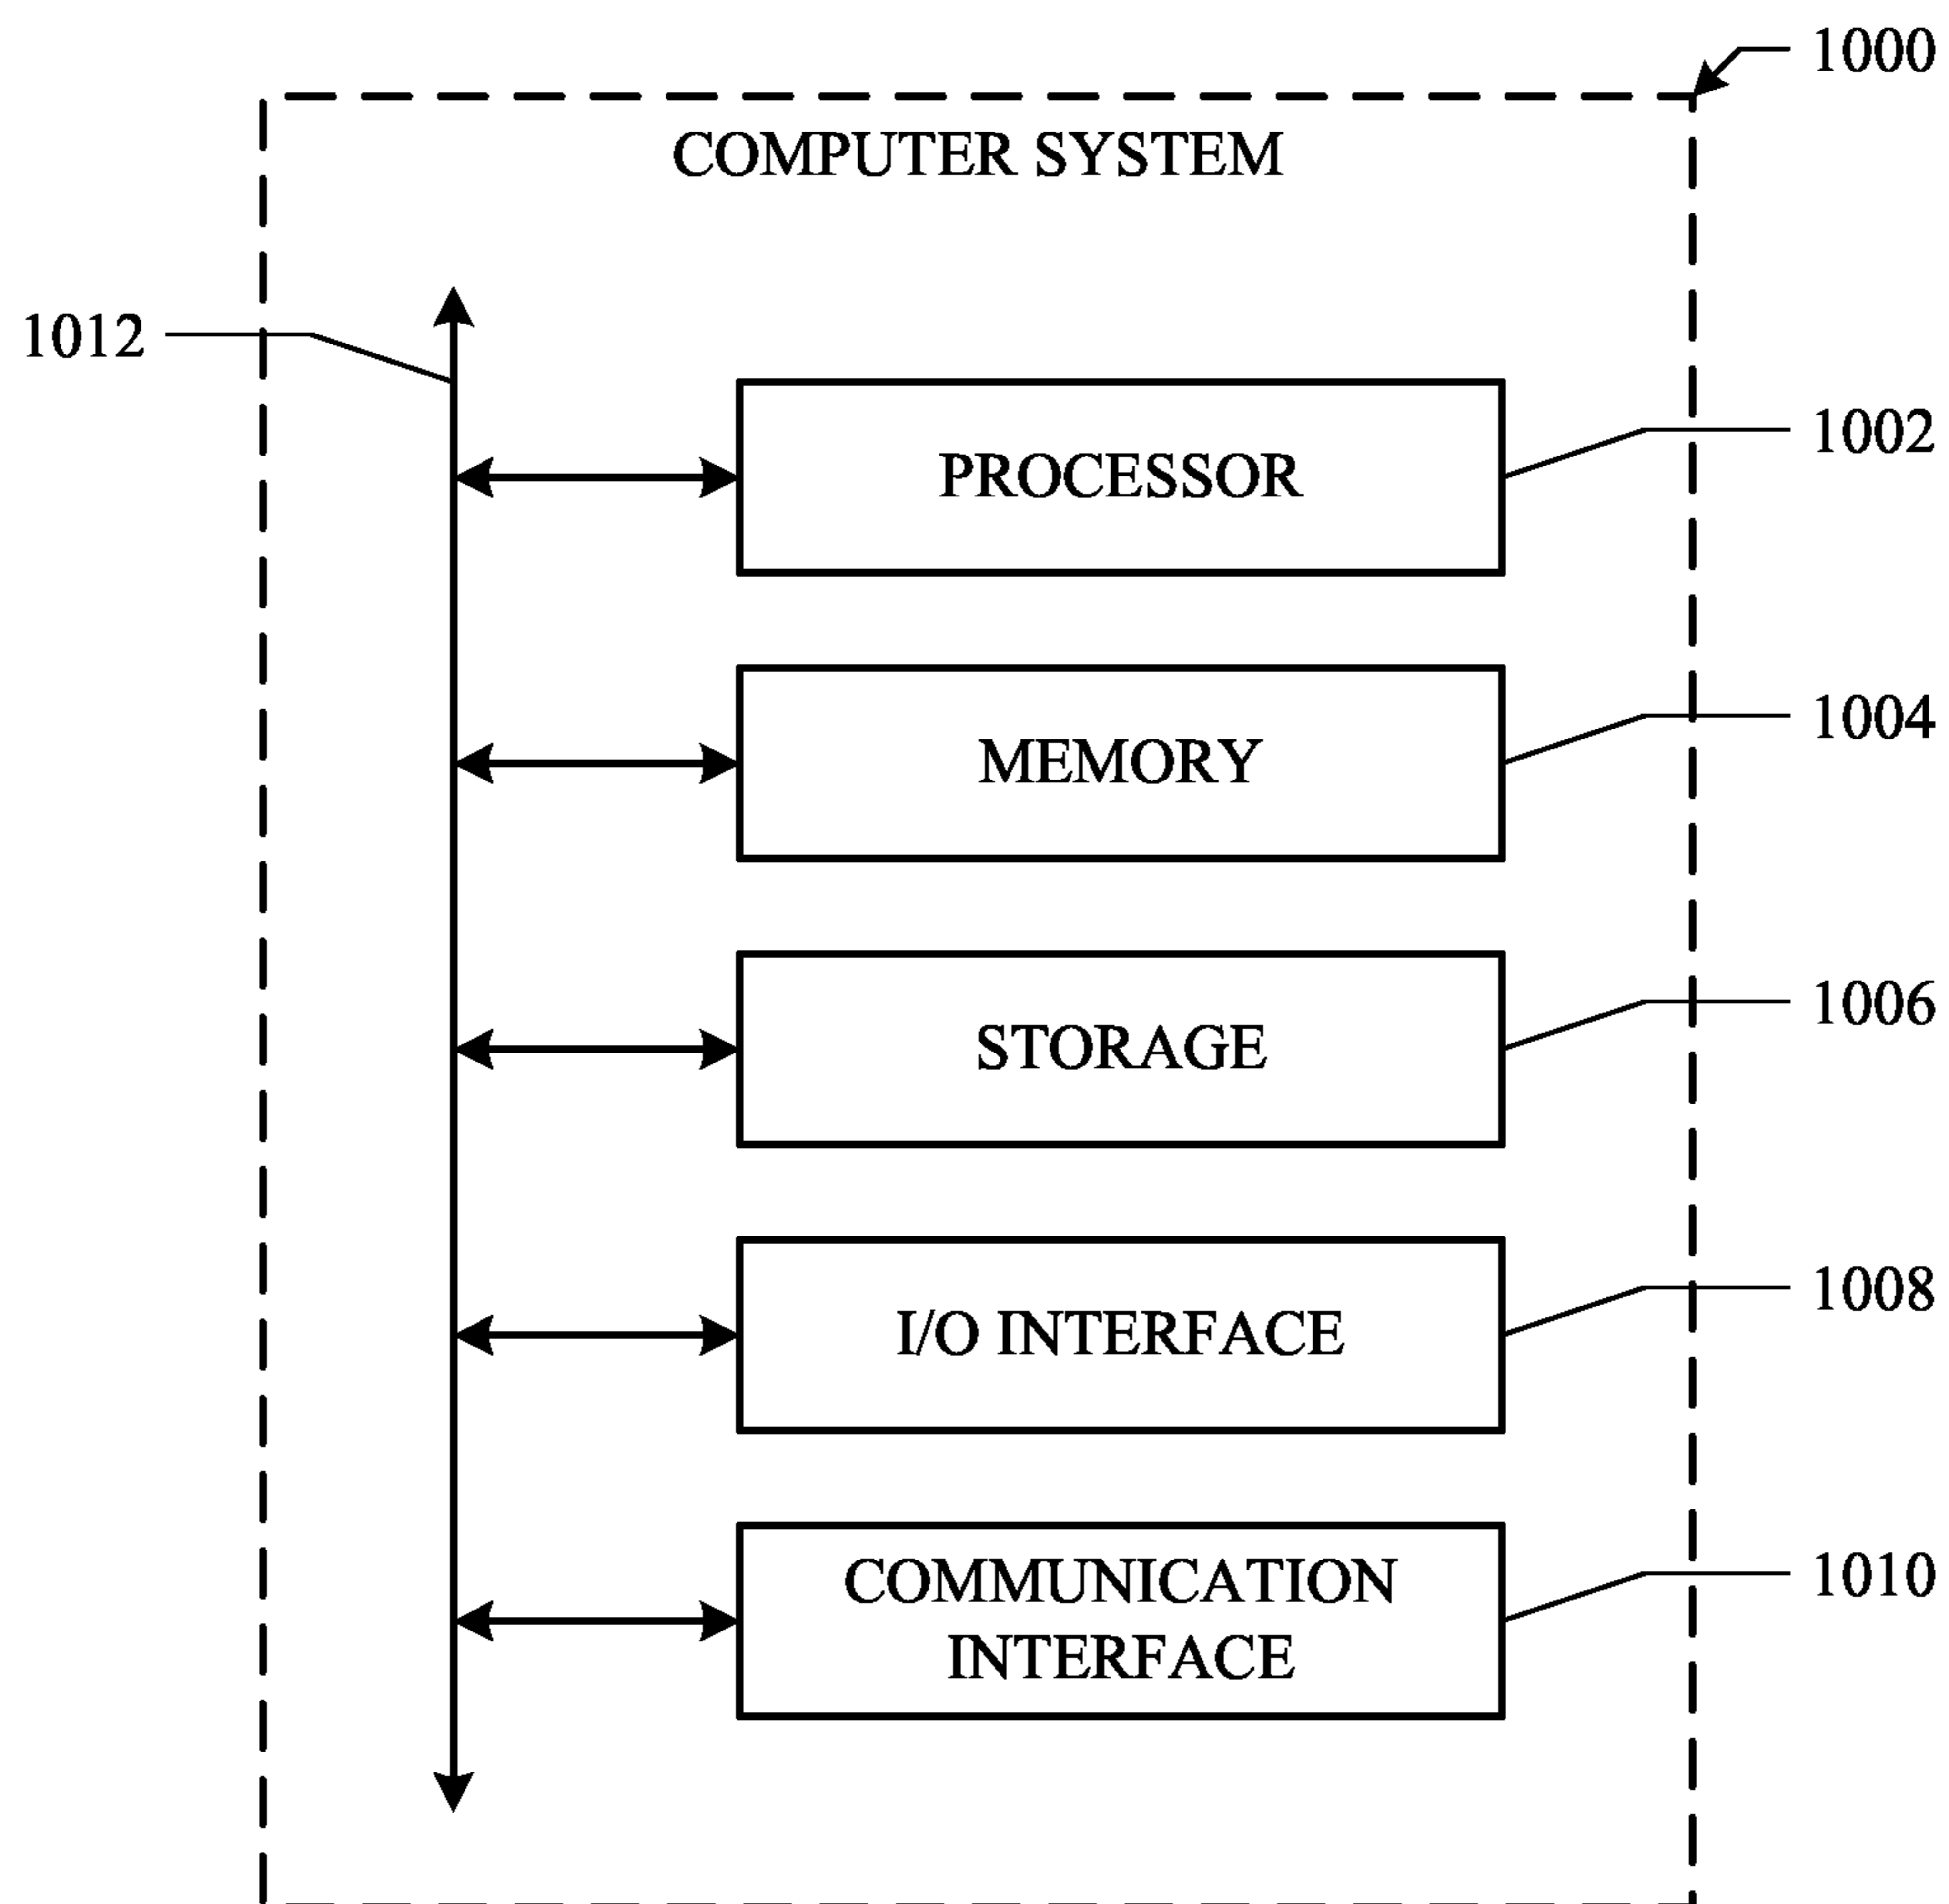 1000
COMPUTER SYSTEM
1012
PROCESSOR
1002
MEMORY
1004
STORAGE
1006
I/O INTERFACE
1008
COMMUNICATION
INTERFACE
1010